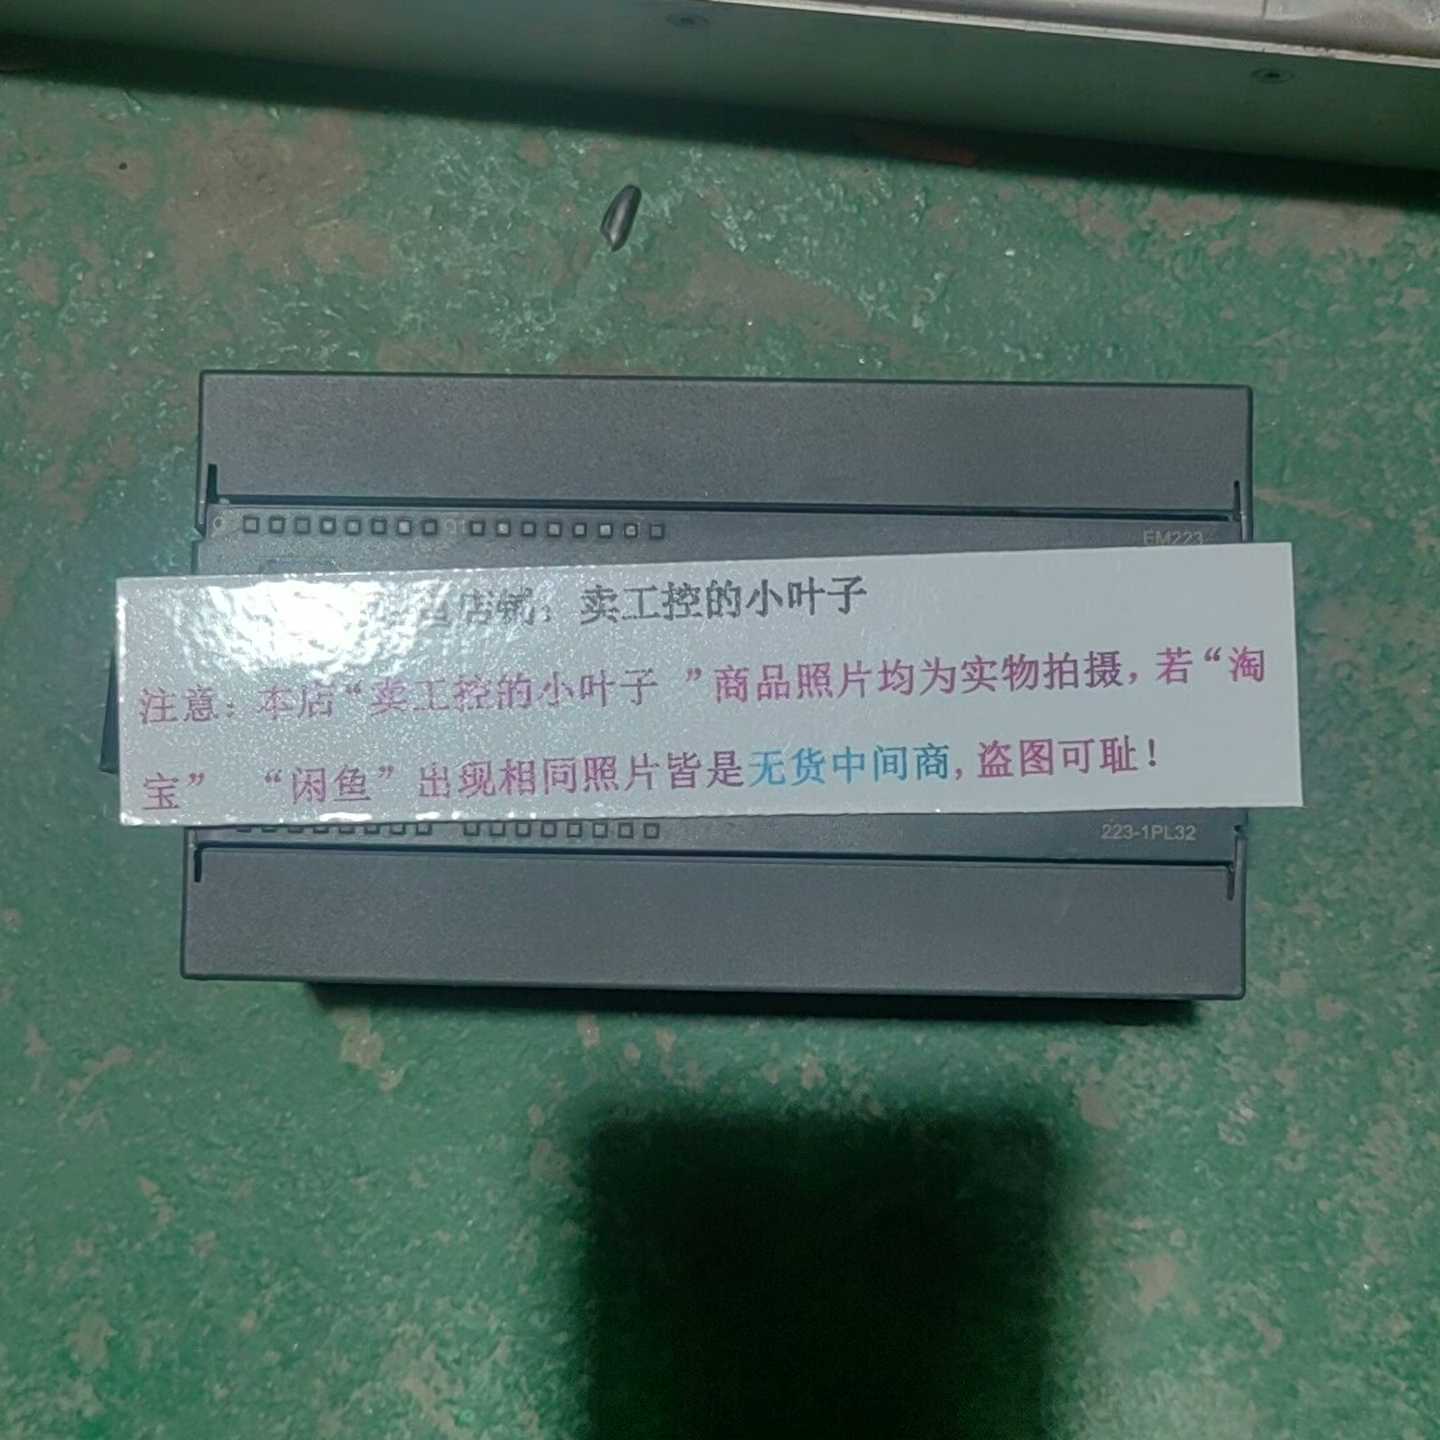 EM223
店铺：卖工控的小叶子
注意：本店“卖工控的小叶子 ”商品照片均为实物拍摄，若“淘
宝” “闲鱼”出现相同照片皆是无货中间商，盗图可耻！
223-1PL32